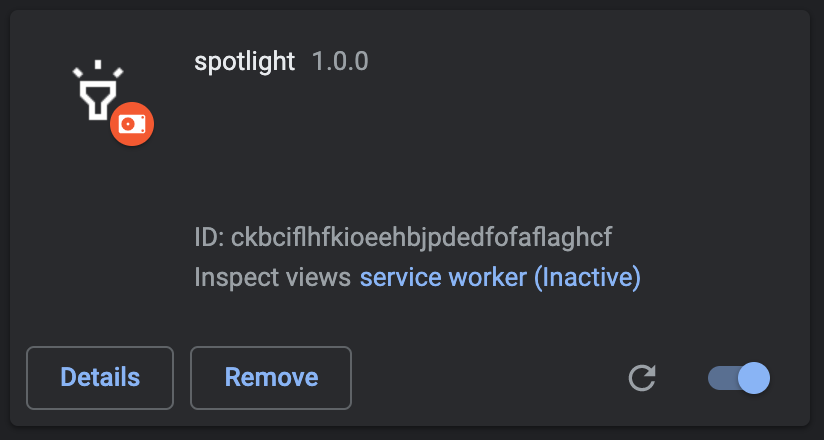 spotlight 1.0.0
ID: ckbciflhfkioeehbjpdedfofaflaghcf
Inspect views service worker (Inactive)
Details
Remove